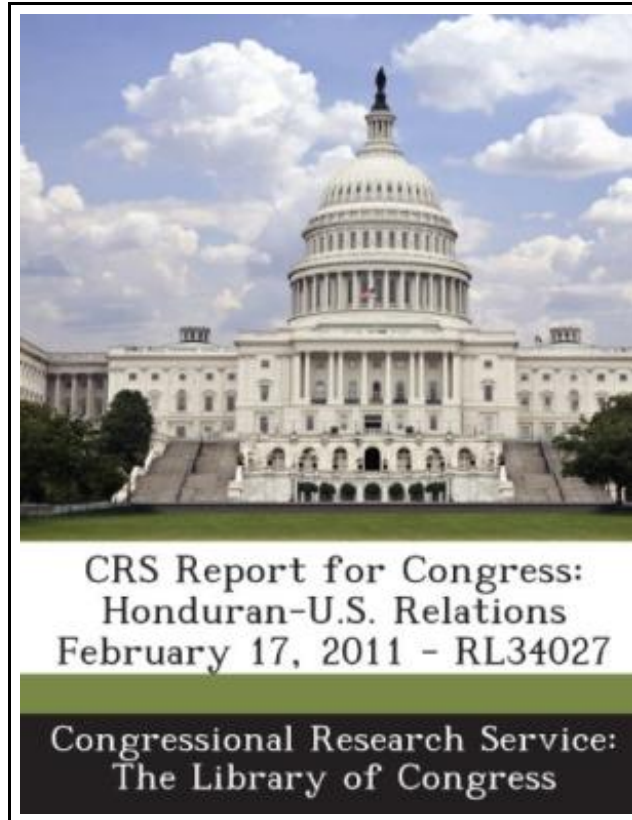 CRS Report for Congress:
Honduran-U.S. Relations
February 17, 2011 - RL34027
Congressional Research Service:
The Library of Congress